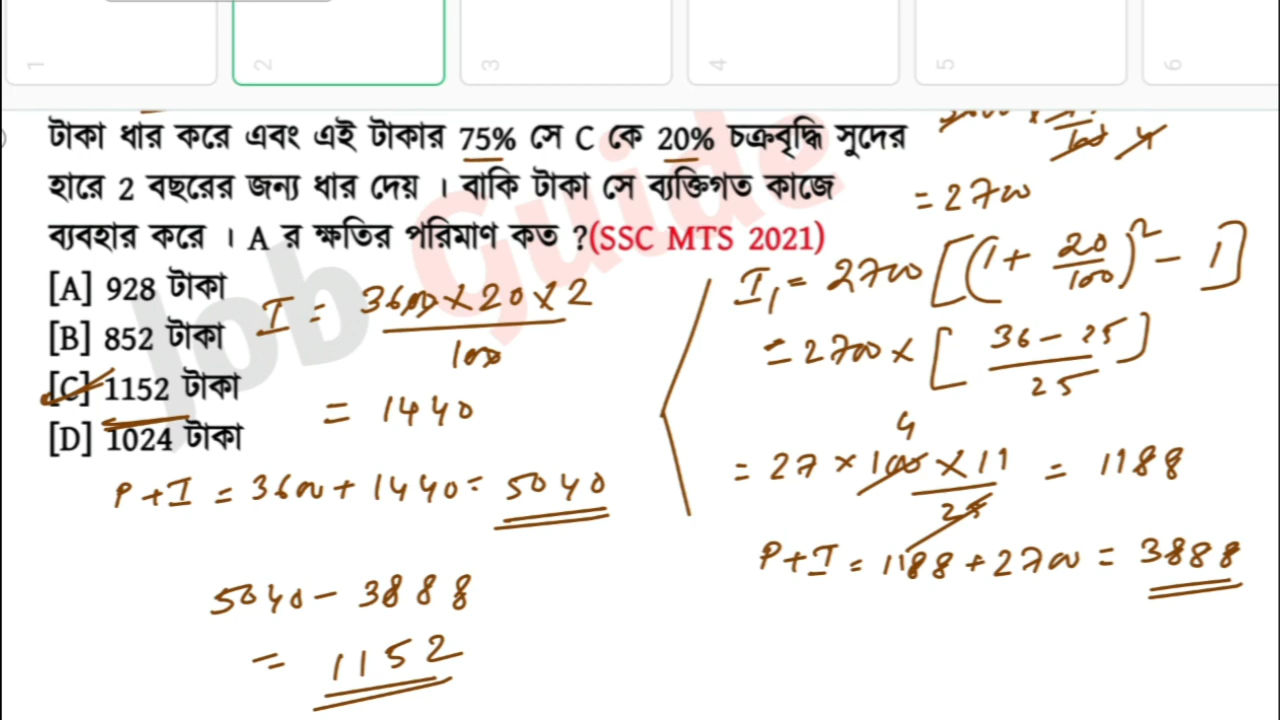 1 2 3 4 5 6
টাকা ধার করে এবং এই টাকার 75% সে C কে 20% চক্রবৃদ্ধি সুদের
হারে 2 বছরের জন্য ধার দেয় । বাকি টাকা সে ব্যক্তিগত কাজে
ব্যবহার করে । A র ক্ষতির পরিমাণ কত ?(SSC MTS 2021)
[A] 928 টাকা
[B] 852 টাকা
[C] 1152 টাকা
[D] 1024 টাকা
I = 3600 × 20 × 2
100
= 1440
P + I = 3600 + 1440 = 5040
5040 - 3888
= 1152
100 4
= 2700
I₁ = 2700 [(1 + 20/100)² - 1]
= 2700 × [36 - 25
25]
4
= 27 × 100 × 11 = 1188
25
P + I = 1188 + 2700 = 3888
Job Guide